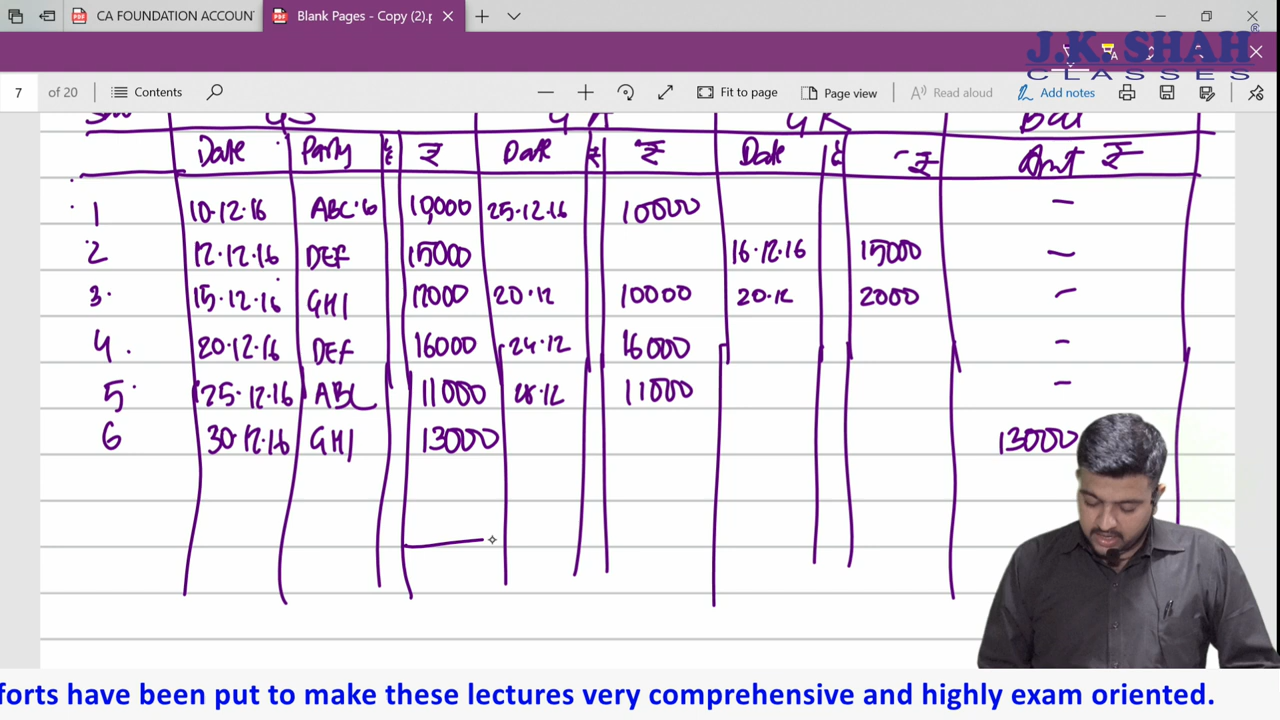 CA FOUNDATION ACCOUNT
Blank Pages - Copy (2).p
J.K. SHAH®
CLASSES
7 of 20 Contents Fit to page Page view Read aloud Add notes
Date Party ₹ Date ₹ Date ₹ Amt ₹
1 10.12.16 ABC 10,000 25.12.16 10000 -
2 12.12.16 DEF 15000 16.12.16 15000 -
3. 15.12.16 GHI 12000 20.12 10000 20.12 2000 -
4. 20.12.16 DEF 16000 24.12 16000 -
5. 25.12.16 ABC 11000 28.12 11000 -
6 30.12.16 GHI 13000 13000
forts have been put to make these lectures very comprehensive and highly exam oriented.